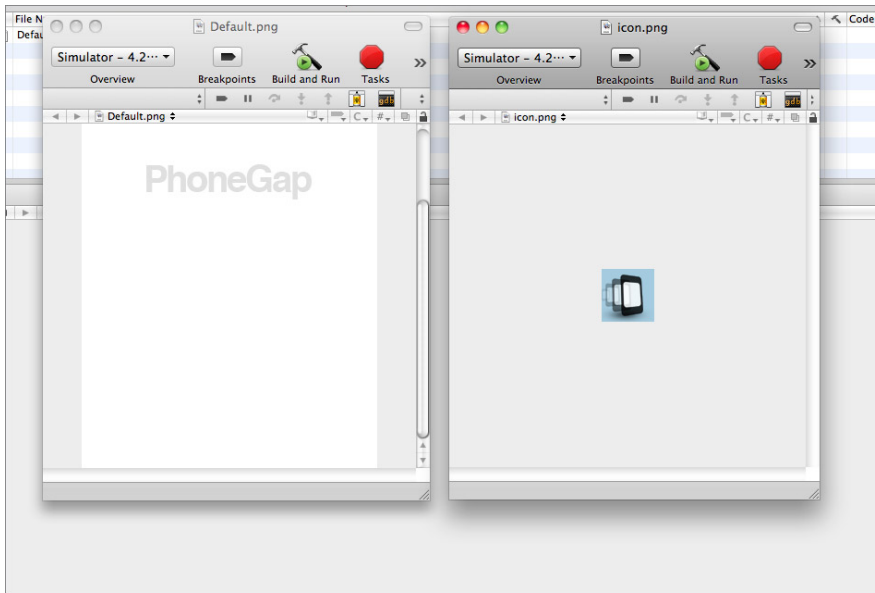 File N
Code
Defau
Default.png
Simulator – 4.2···
Overview
Breakpoints
Build and Run
Tasks
»
gdb
Default.png
C
#
PhoneGap
icon.png
Simulator – 4.2···
Overview
Breakpoints
Build and Run
Tasks
»
gdb
icon.png
C
#